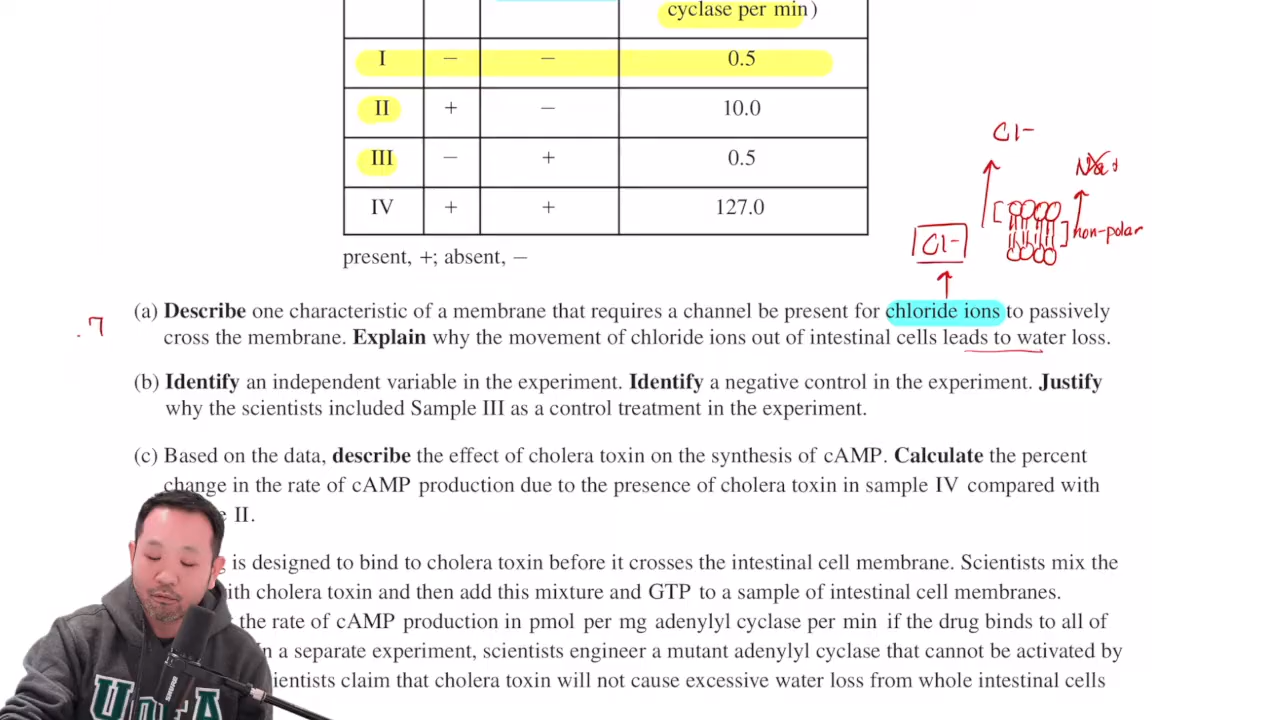 cyclase per min)
I − − 0.5
II + − 10.0
III − + 0.5
IV + + 127.0
Cl-
Cl-
non-polar
present, +; absent, −
7
(a) Describe one characteristic of a membrane that requires a channel be present for chloride ions to passively
cross the membrane. Explain why the movement of chloride ions out of intestinal cells leads to water loss.
(b) Identify an independent variable in the experiment. Identify a negative control in the experiment. Justify
why the scientists included Sample III as a control treatment in the experiment.
(c) Based on the data, describe the effect of cholera toxin on the synthesis of cAMP. Calculate the percent
change in the rate of cAMP production due to the presence of cholera toxin in sample IV compared with
II.
is designed to bind to cholera toxin before it crosses the intestinal cell membrane. Scientists mix the
with cholera toxin and then add this mixture and GTP to a sample of intestinal cell membranes.
the rate of cAMP production in pmol per mg adenylyl cyclase per min if the drug binds to all of
In a separate experiment, scientists engineer a mutant adenylyl cyclase that cannot be activated by
scientists claim that cholera toxin will not cause excessive water loss from whole intestinal cells